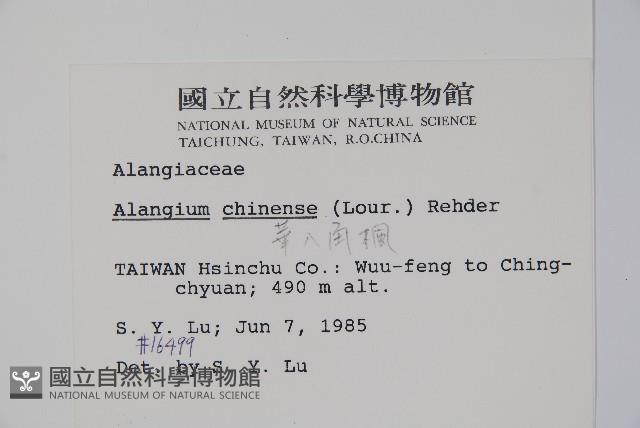 國立自然科學博物館
NATIONAL MUSEUM OF NATURAL SCIENCE
TAICHUNG, TAIWAN, R.O.CHINA
Alangiaceae
Alangium chinense (Lour.) Rehder
華八角楓
TAIWAN Hsinchu Co.: Wuu-feng to Ching-
chyuan; 490 m alt.
S. Y. Lu; Jun 7, 1985
#16499
Det. by S. Y. Lu
國立自然科學博物館
NATIONAL MUSEUM OF NATURAL SCIENCE